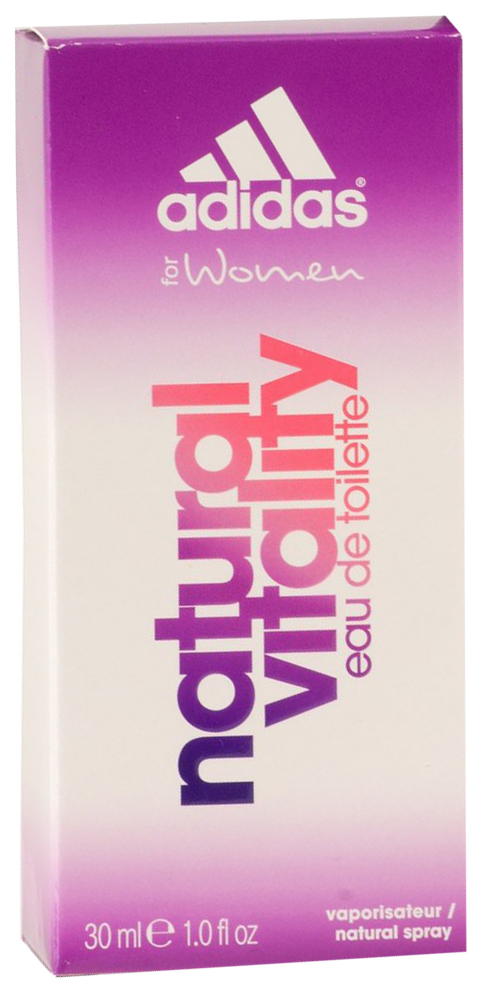 adidas®
for Women
natural
vitality
eau de toilette
30 ml ℮ 1.0 fl oz
vaporisateur /
natural spray